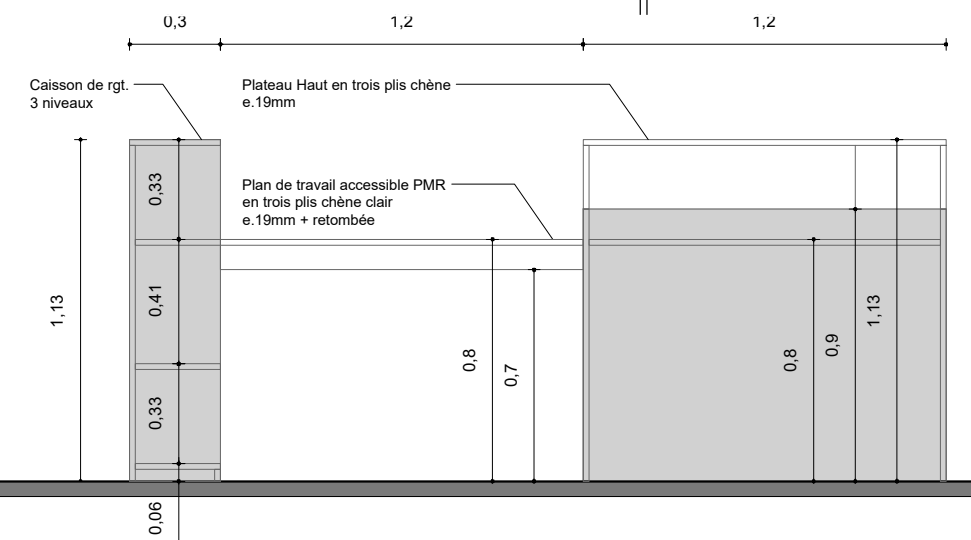 0,3
1,2
1,2
Caisson de rgt.
3 niveaux
Plateau Haut en trois plis chène
e.19mm
Plan de travail accessible PMR
en trois plis chène clair
e.19mm + retombée
0,33
0,41
1,13
0,33
0,06
0,8
0,7
0,8
0,9
1,13